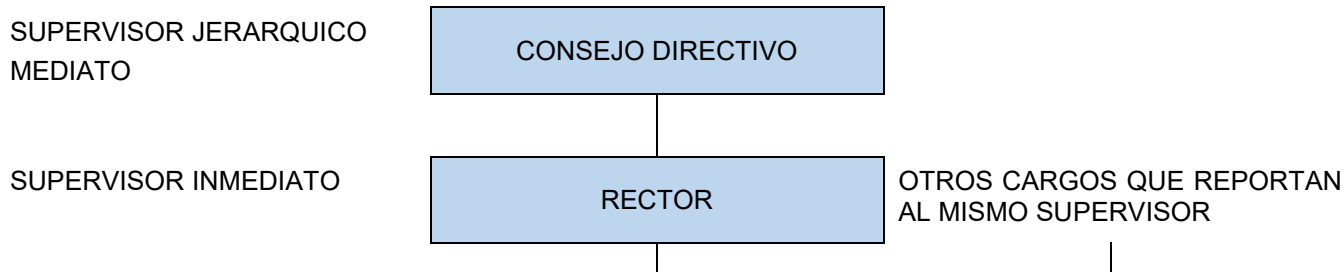 SUPERVISOR JERARQUICO
MEDIATO
CONSEJO DIRECTIVO
SUPERVISOR INMEDIATO
RECTOR
OTROS CARGOS QUE REPORTAN
AL MISMO SUPERVISOR